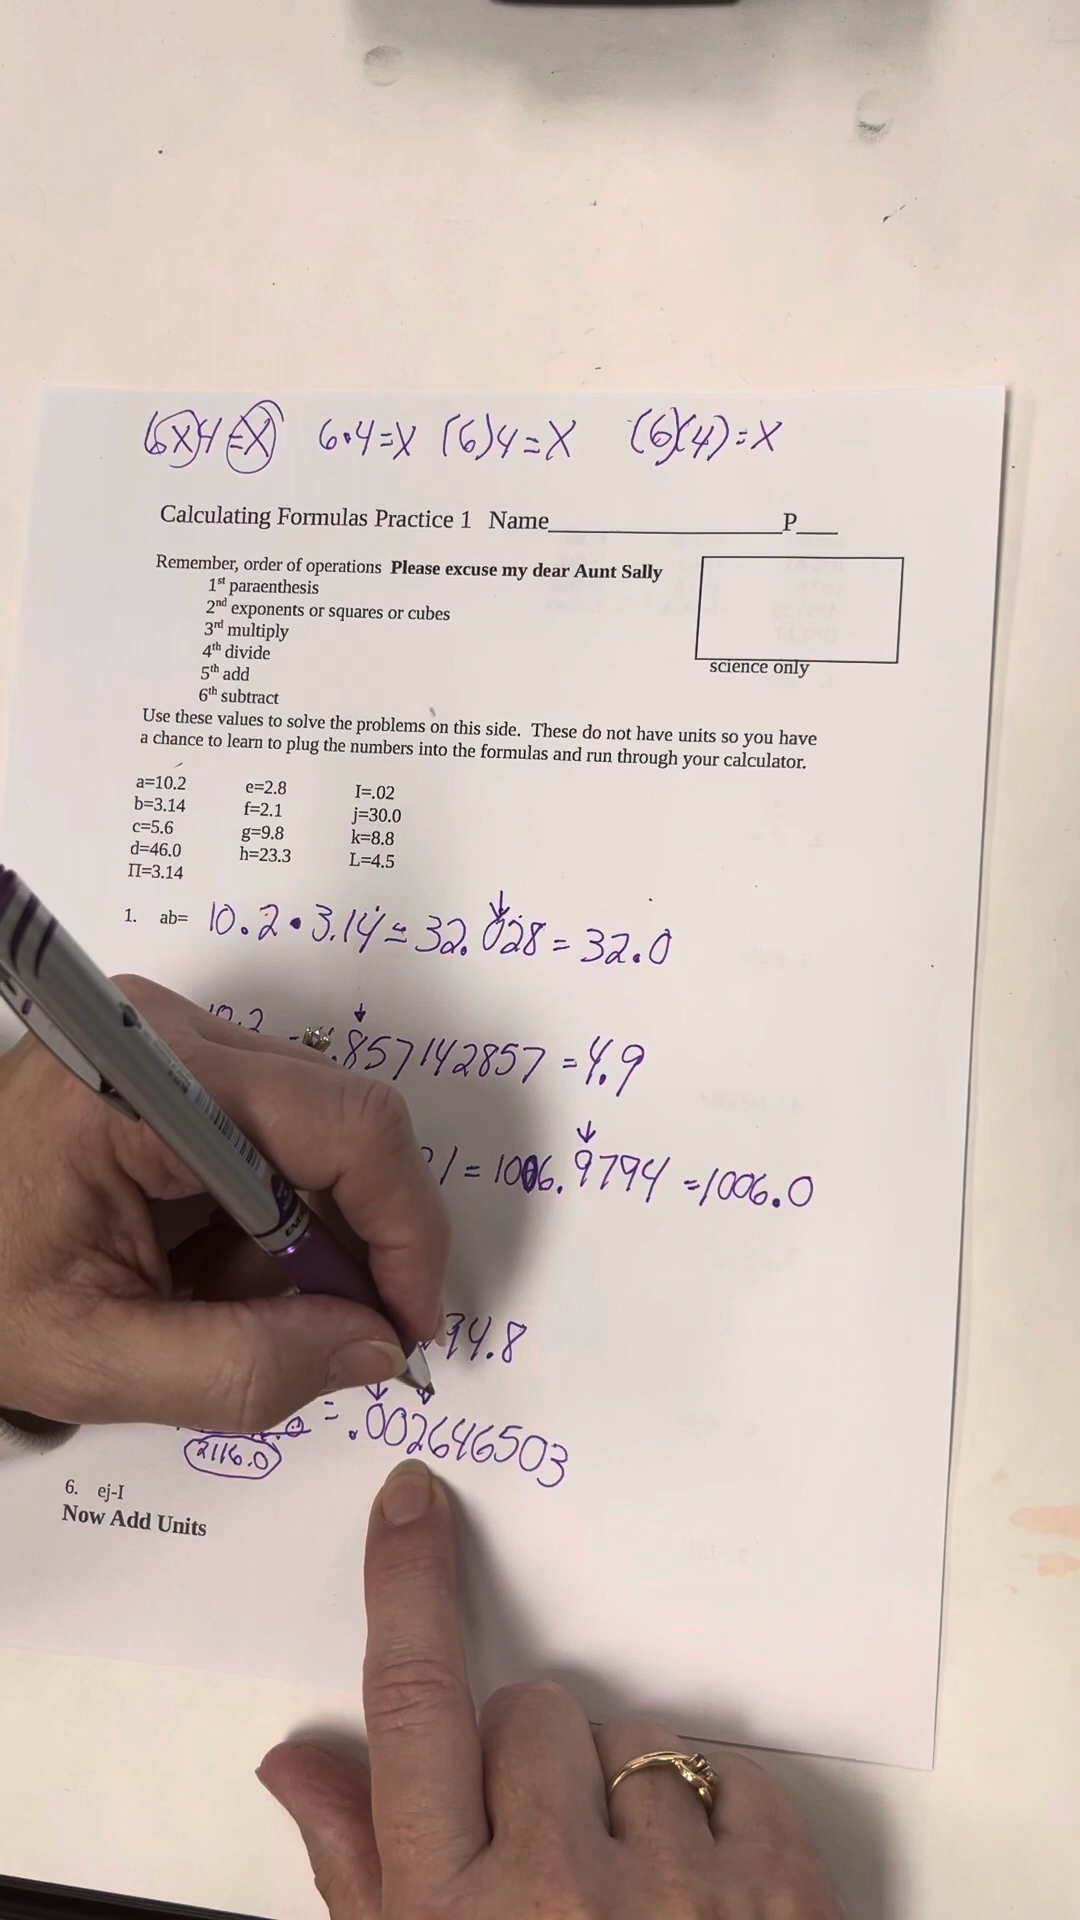 6x4=X 6•4=X (6)4=X (6)(4)=X
Calculating Formulas Practice 1 Name____________________P___
Remember, order of operations Please excuse my dear Aunt Sally
1st paraenthesis
2nd exponents or squares or cubes
3rd multiply
4th divide
5th add
6th subtract
science only
Use these values to solve the problems on this side. These do not have units so you have
a chance to learn to plug the numbers into the formulas and run through your calculator.
a=10.2 e=2.8 I=.02
b=3.14 f=2.1 j=30.0
c=5.6 g=9.8 k=8.8
d=46.0 h=23.3 L=4.5
Π=3.14
1. ab= 10.2•3.14=32.028=32.0
10.2 .857142857=4.9
1=1006.9794=1006.0
34.8
=.002646503
2116.0
6. ej-I
Now Add Units